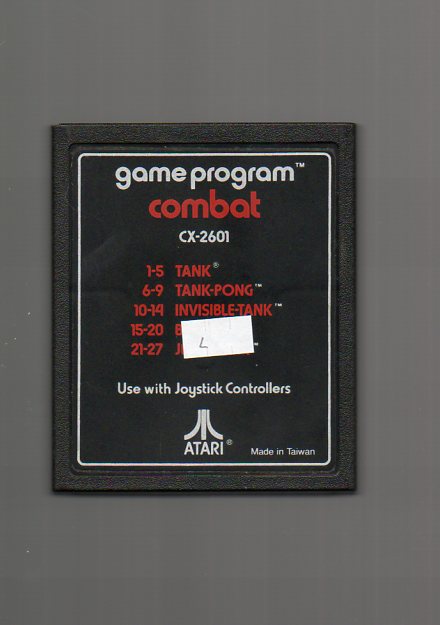 game program™
combat
CX-2601
1-5 TANK®
6-9 TANK-PONG™
10-14 INVISIBLE-TANK™
15-20 B
21-27 J ™
L
Use with Joystick Controllers
ATARI®
Made in Taiwan